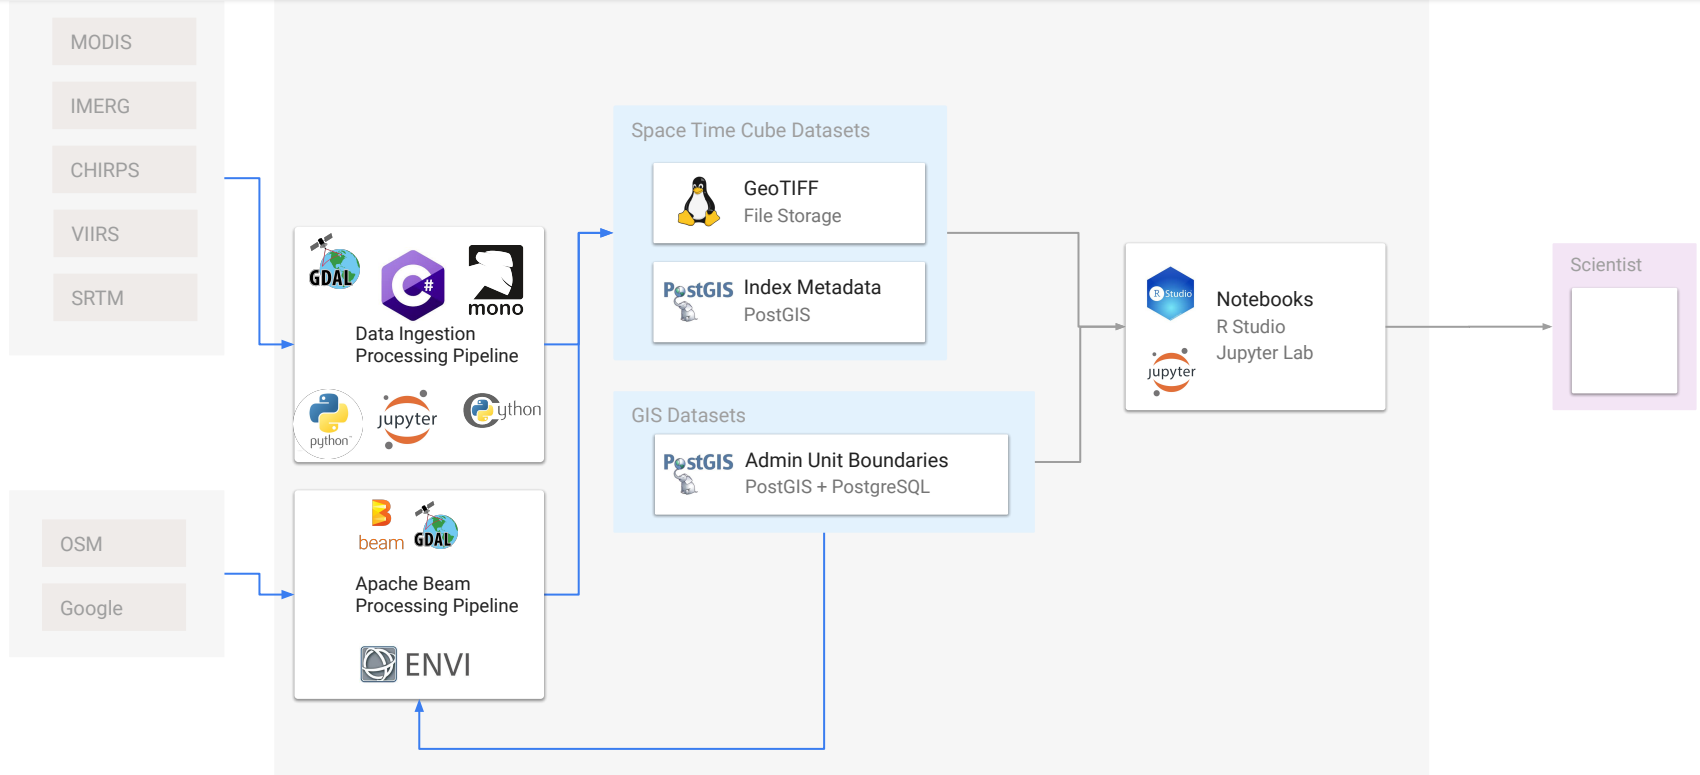 MODIS
IMERG
CHIRPS
VIIRS
SRTM
OSM
Google
GDAL
C#
mono
Data Ingestion
Processing Pipeline
python
jupyter
Cython
beam
GDAL
Apache Beam
Processing Pipeline
ENVI
Space Time Cube Datasets
GeoTIFF
File Storage
PostGIS
Index Metadata
PostGIS
GIS Datasets
PostGIS
Admin Unit Boundaries
PostGIS + PostgreSQL
R Studio
Notebooks
R Studio
Jupyter Lab
jupyter
Scientist